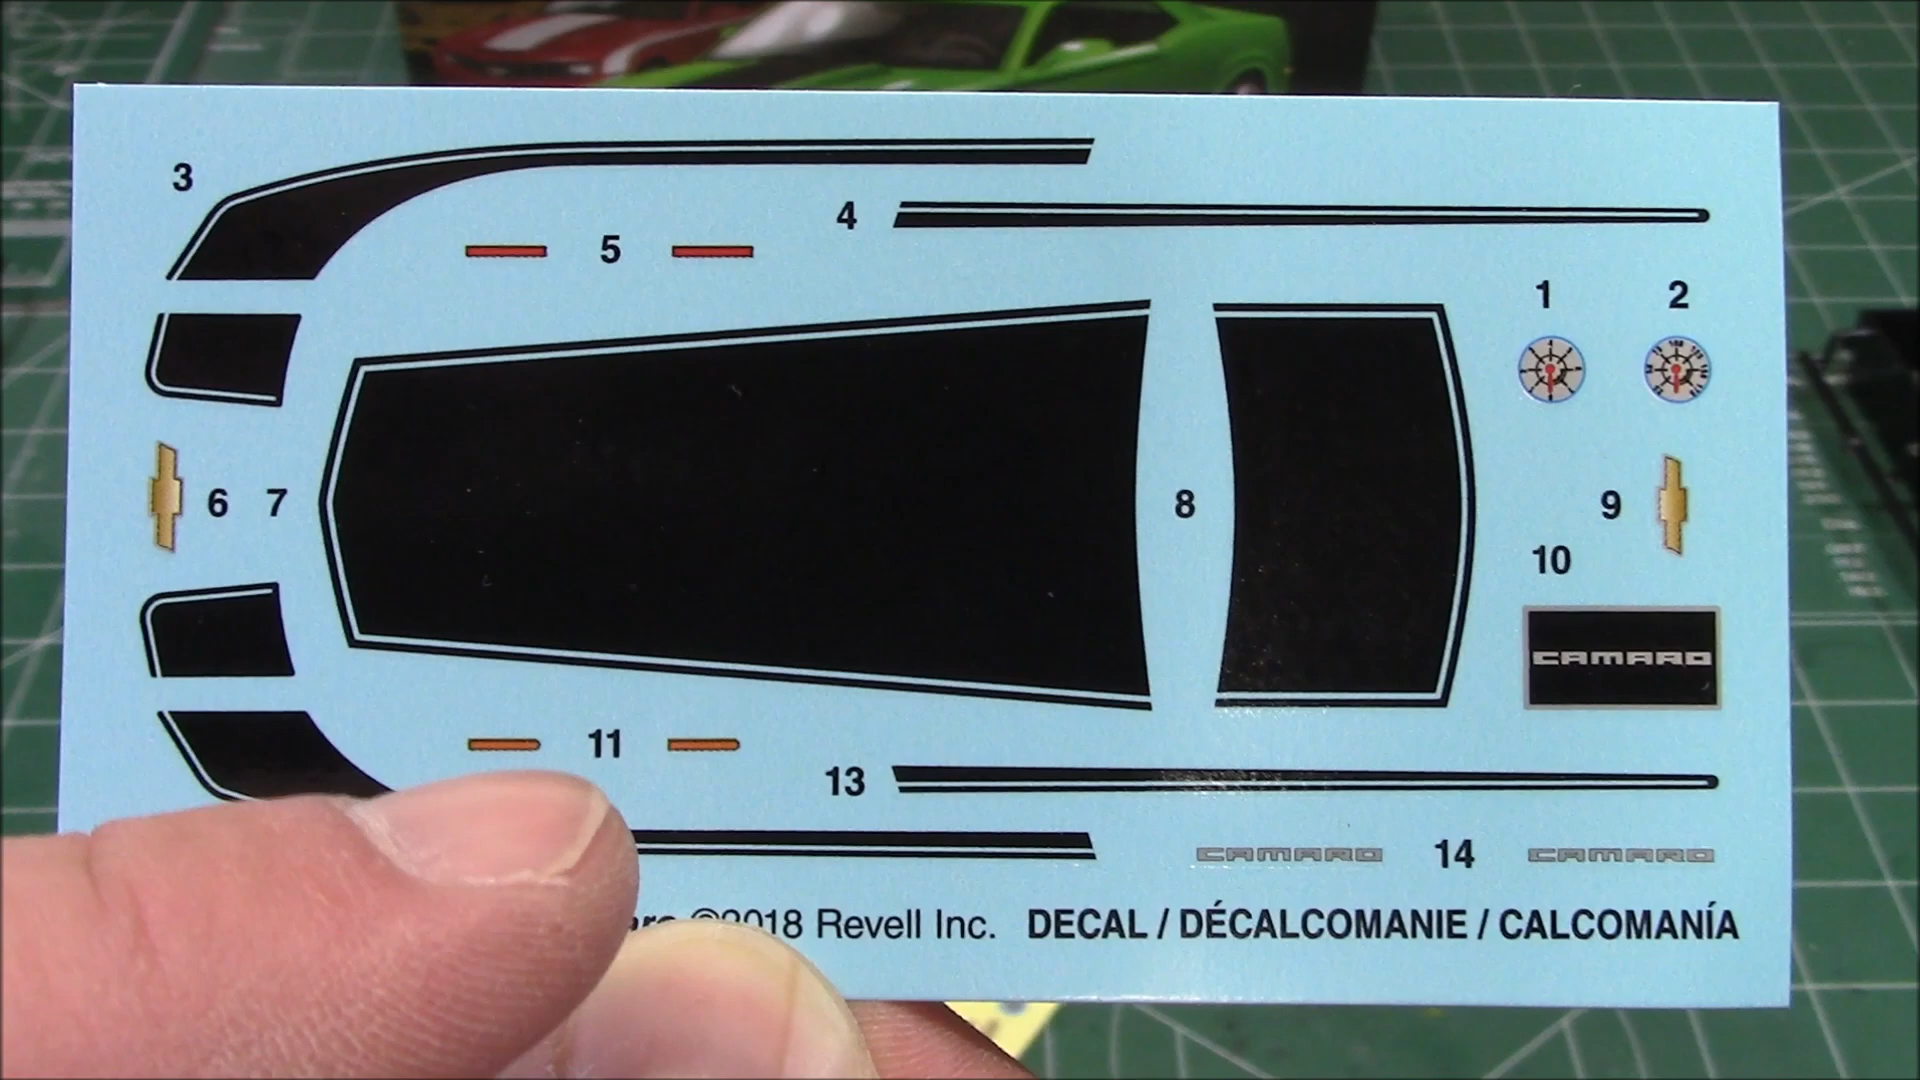 3
4
5
1 2
6 7 8 9
10
CAMARO
11
13
CAMARO 14 CAMARO
©2018 Revell Inc. DECAL / DÉCALCOMANIE / CALCOMANÍA